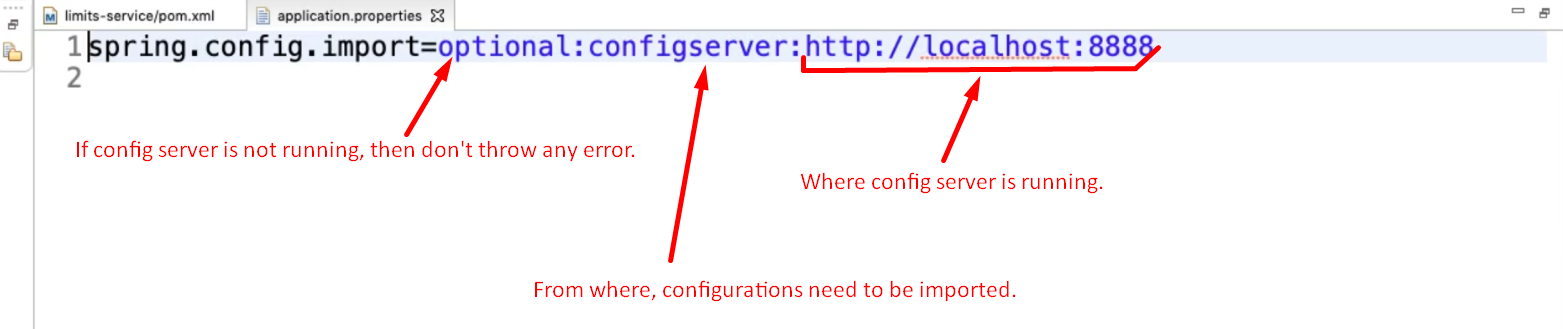 limits-service/pom.xml
application.properties
1 spring.config.import=optional:configserver:http://localhost:8888
2
If config server is not running, then don't throw any error.
Where config server is running.
From where, configurations need to be imported.